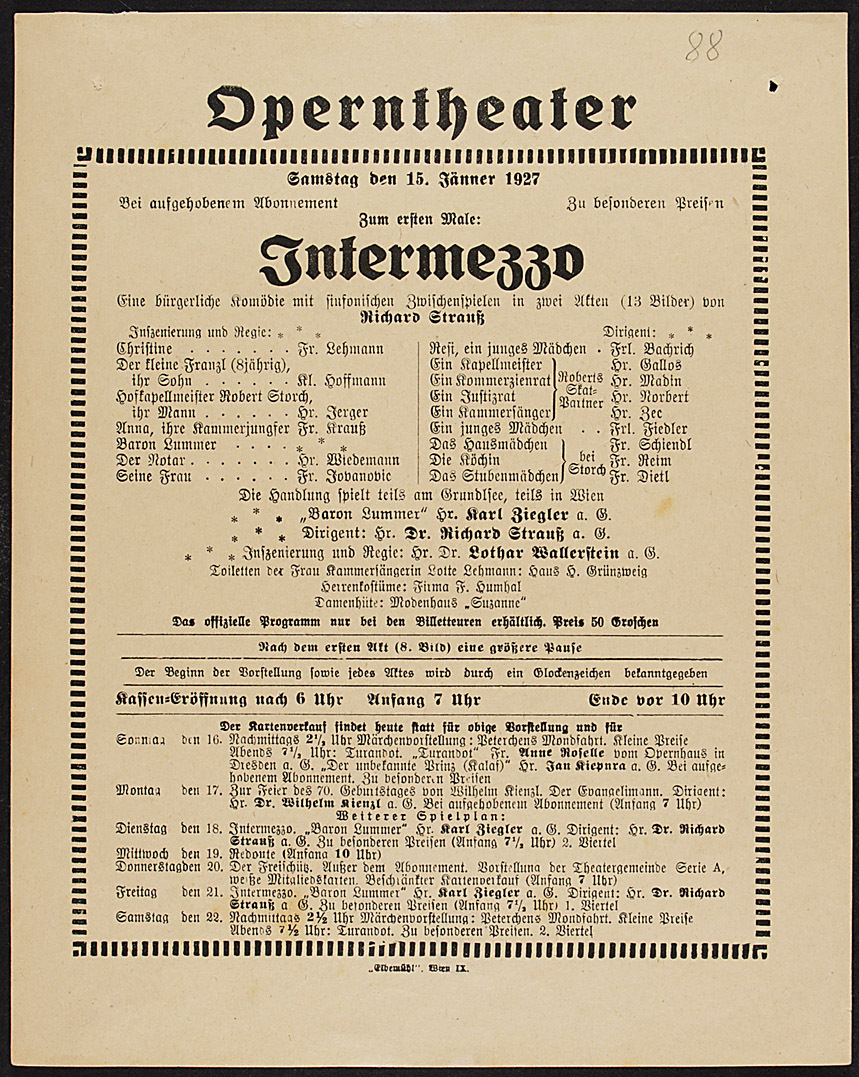 88
Operntheater
Samstag den 15. Jänner 1927
Bei aufgehobenem Abonnement Zu besonderen Preisen
Zum ersten Male:
Intermezzo
Eine bürgerliche Komödie mit sinfonischen Zwischenspielen in zwei Akten (13 Bilder) von
Richard Strauß
Inszenierung und Regie: * * * Dirigent: * * *
Christine . . . . . . . Fr. Lehmann
Der kleine Franzl (8jährig),
ihr Sohn . . . . . . Kl. Hoffmann
Hofkapellmeister Robert Storch,
ihr Mann . . . . . . Hr. Jerger
Anna, ihre Kammerjungfer Fr. Krauß
Baron Lummer . . . . * * *
Der Notar . . . . . . . Hr. Wiedemann
Seine Frau . . . . . . Fr. Jovanovic
Resi, ein junges Mädchen . Frl. Bachrich
Ein Kapellmeister Hr. Gallos
Ein Kommerzienrat Hr. Madin
Ein Justizrat Hr. Norbert
Ein Kammersänger Hr. Zec
Roberts Skat-Partner
Ein junges Mädchen . . Frl. Fiedler
Das Hausmädchen Fr. Schiendl
Die Köchin Fr. Reim
Das Stubenmädchen Fr. Dietl
bei Storch
Die Handlung spielt teils am Grundlsee, teils in Wien
* * * „Baron Lummer“ Hr. Karl Ziegler a. G.
* * * Dirigent: Hr. Dr. Richard Strauß a. G.
* * * Inszenierung und Regie: Hr. Dr. Lothar Wallerstein a. G.
Toiletten der Frau Kammersängerin Lotte Lehmann: Haus H. Grünzweig
Herrenkostüme: Firma F. Humhal
Damenhüte: Modenhaus „Suzanne“
Das offizielle Programm nur bei den Billetteuren erhältlich. Preis 50 Groschen
Nach dem ersten Akt (8. Bild) eine größere Pause
Der Beginn der Vorstellung sowie jedes Aktes wird durch ein Glockenzeichen bekanntgegeben
Kassen-Eröffnung nach 6 Uhr Anfang 7 Uhr Ende vor 10 Uhr
Der Kartenverkauf findet heute statt für obige Vorstellung und für
Sonntag den 16. Nachmittags 2½ Uhr Märchenvorstellung: Peterchens Mondfahrt. Kleine Preise
Abends 7½ Uhr: Turandot. „Turandot“ Fr. Anne Roselle vom Opernhaus in
Dresden a. G. „Der unbekannte Prinz (Kalaf)“ Hr. Jan Kiepura a. G. Bei aufge-
hobenem Abonnement. Zu besonderen Preisen
Montag den 17. Zur Feier des 70. Geburtstages von Wilhelm Kienzl. Der Evangelimann. Dirigent:
Hr. Dr. Wilhelm Kienzl a. G. Bei aufgehobenem Abonnement (Anfang 7 Uhr)
Weiterer Spielplan:
Dienstag den 18. Intermezzo. „Baron Lummer“ Hr. Karl Ziegler a. G. Dirigent: Hr. Dr. Richard
Strauß a. G. Zu besonderen Preisen (Anfang 7½ Uhr) 2. Viertel
Mittwoch den 19. Redoute (Anfang 10 Uhr)
Donnerstag den 20. Der Freischütz. Außer dem Abonnement. Vorstellung der Theatergemeinde Serie A,
weiße Mitgliedskarten. Beschränkter Kartenverkauf (Anfang 7 Uhr)
Freitag den 21. Intermezzo. „Baron Lummer“ Hr. Karl Ziegler a. G. Dirigent: Hr. Dr. Richard
Strauß a. G. Zu besonderen Preisen (Anfang 7½ Uhr) 1. Viertel
Samstag den 22. Nachmittags 2½ Uhr Märchenvorstellung: Peterchens Mondfahrt. Kleine Preise
Abends 7½ Uhr: Turandot. Zu besonderen Preisen. 2. Viertel
„Elbemühl“, Wien IX.